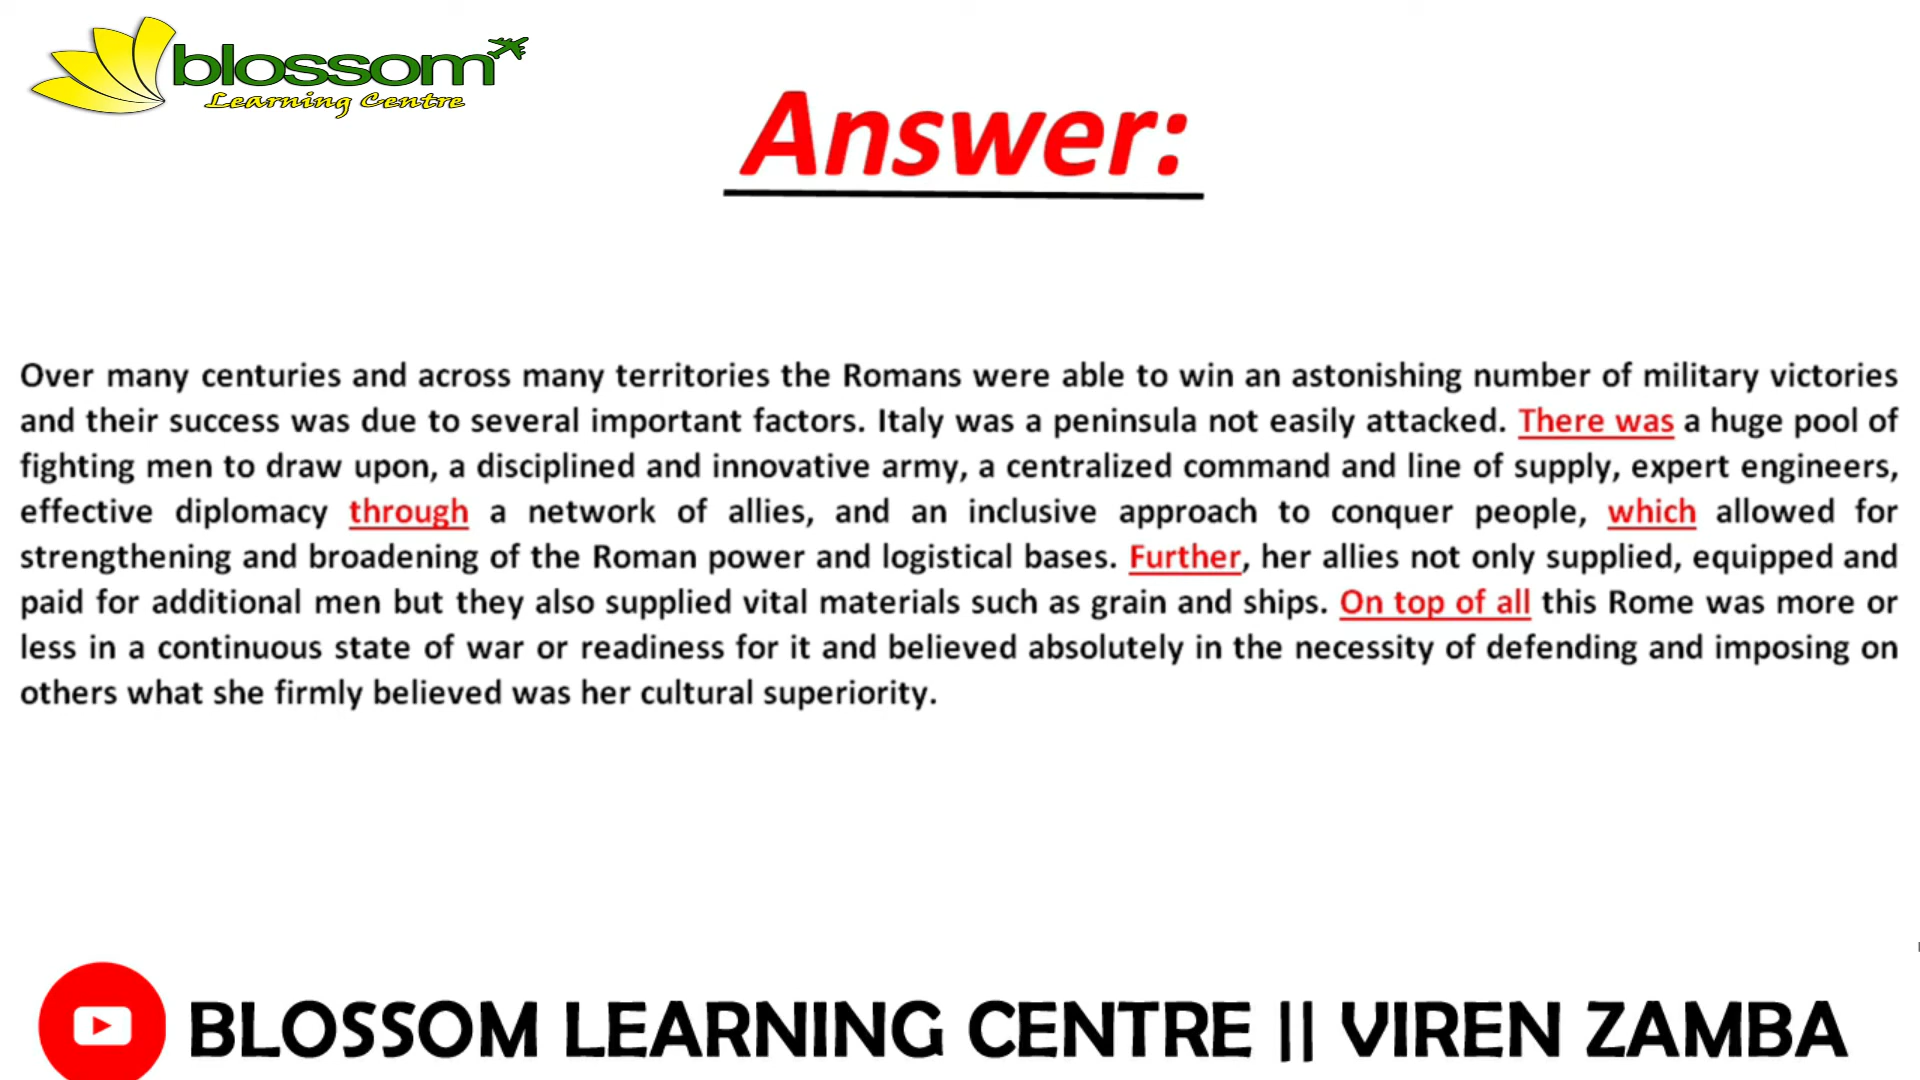 blossom
Learning Centre
Answer:
Over many centuries and across many territories the Romans were able to win an astonishing number of military victories
and their success was due to several important factors. Italy was a peninsula not easily attacked. There was a huge pool of
fighting men to draw upon, a disciplined and innovative army, a centralized command and line of supply, expert engineers,
effective diplomacy through a network of allies, and an inclusive approach to conquer people, which allowed for
strengthening and broadening of the Roman power and logistical bases. Further, her allies not only supplied, equipped and
paid for additional men but they also supplied vital materials such as grain and ships. On top of all this Rome was more or
less in a continuous state of war or readiness for it and believed absolutely in the necessity of defending and imposing on
others what she firmly believed was her cultural superiority.
BLOSSOM LEARNING CENTRE || VIREN ZAMBA